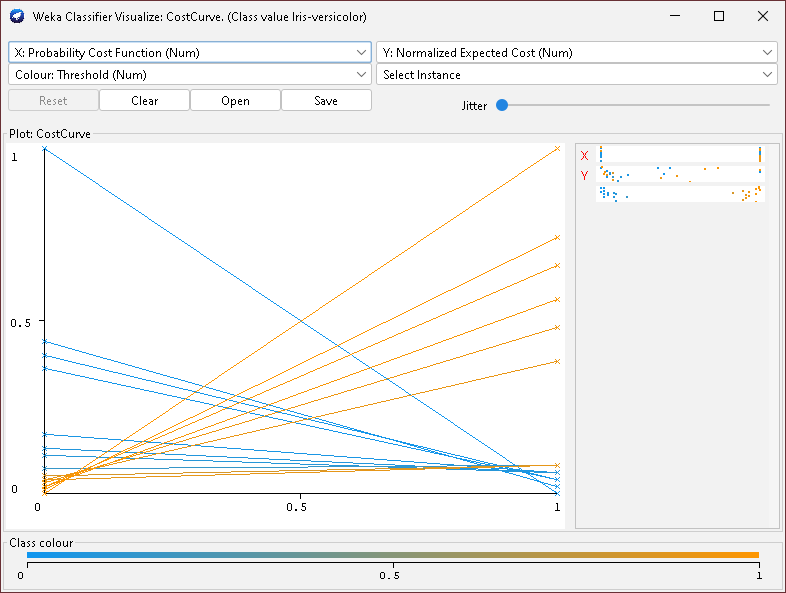 Weka Classifier Visualize: CostCurve. (Class value Iris-versicolor)
X: Probability Cost Function (Num) Y: Normalized Expected Cost (Num)
Colour: Threshold (Num) Select Instance
Reset Clear Open Save Jitter
Plot: CostCurve
1
0.5
0
0 0.5 1
X
Y
Class colour
0 0.5 1